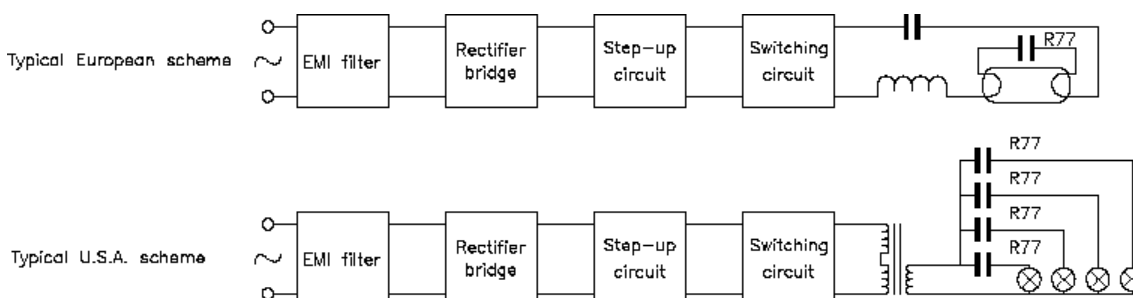 Typical European scheme
EMI filter
Rectifier
bridge
Step-up
circuit
Switching
circuit
R77
Typical U.S.A. scheme
EMI filter
Rectifier
bridge
Step-up
circuit
Switching
circuit
R77
R77
R77
R77